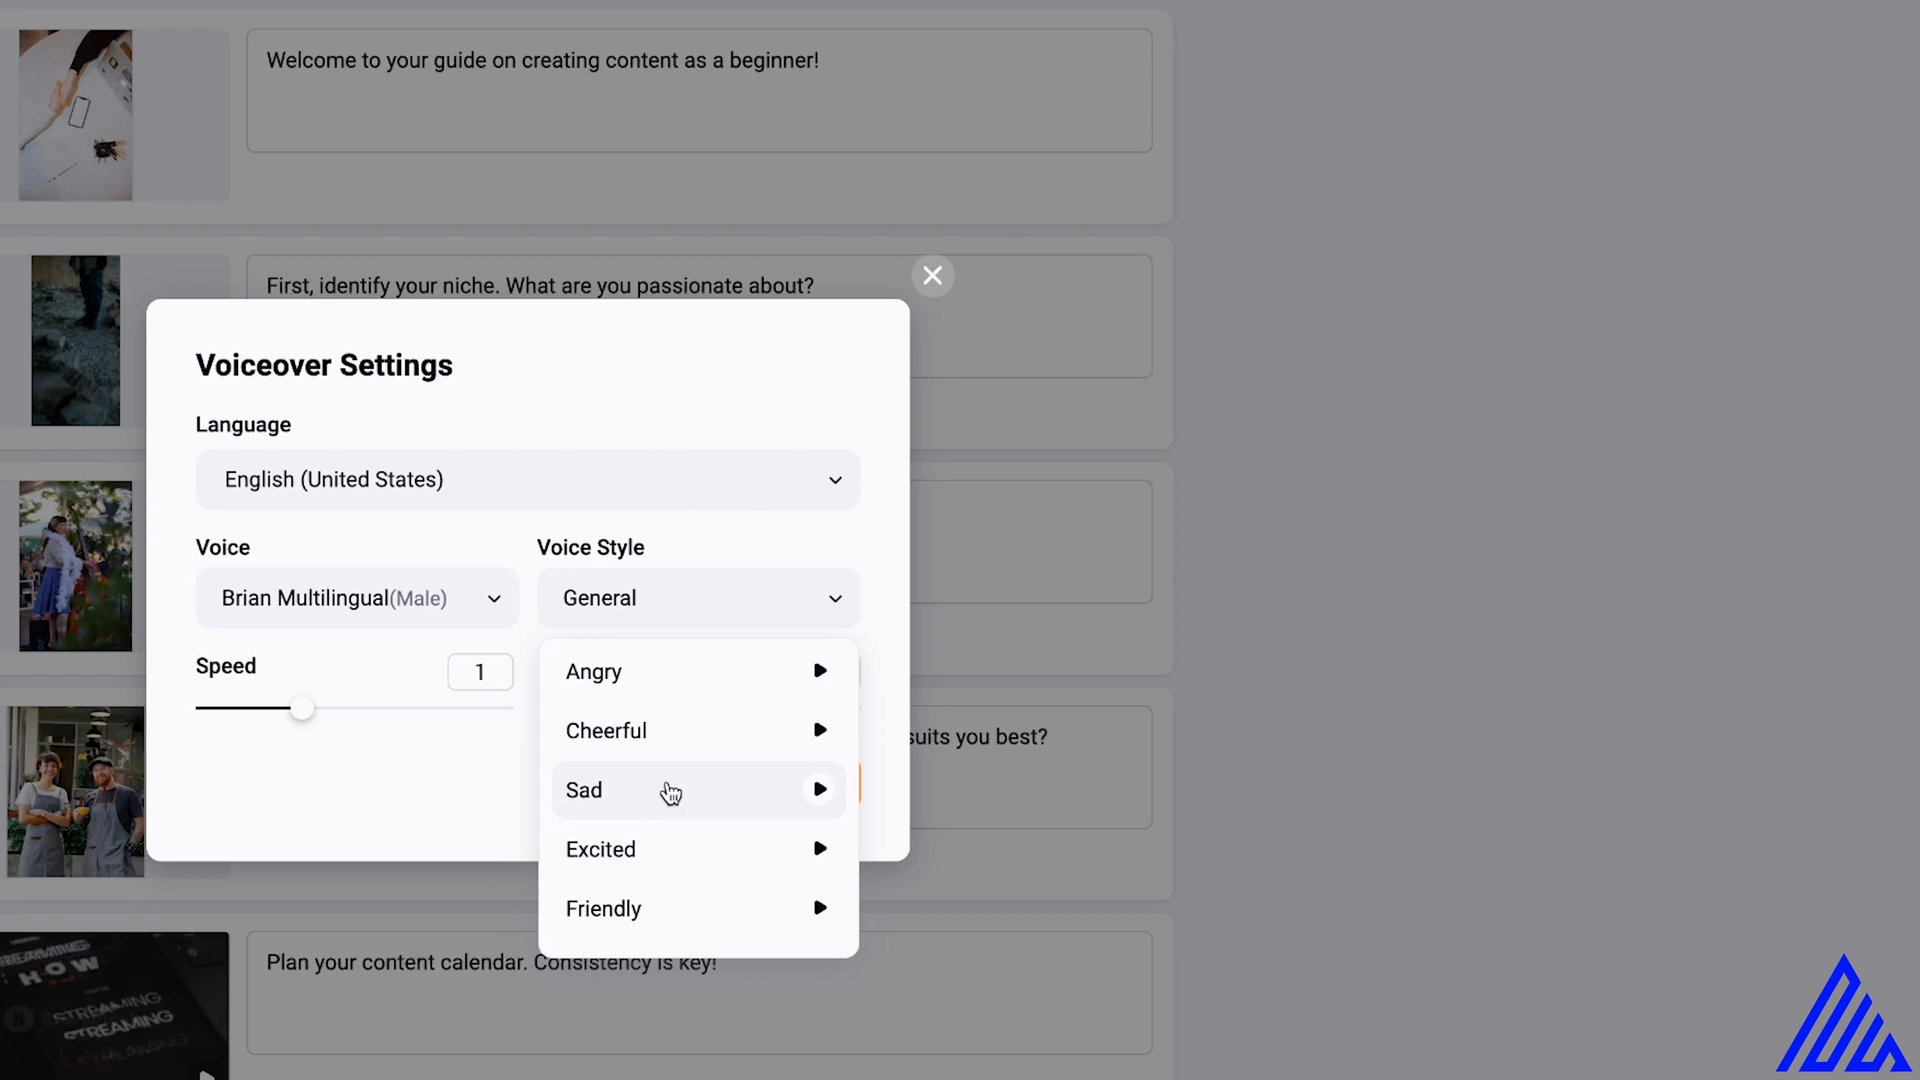 Welcome to your guide on creating content as a beginner!
First, identify your niche. What are you passionate about?
Voiceover Settings
Language
English (United States)
Voice
Voice Style
Brian Multilingual(Male)
General
Speed
1
Angry
Cheerful
suits you best?
Sad
Excited
Friendly
Plan your content calendar. Consistency is key!
STREAMING
HOW
STREAMING
STREAMING
STREAMING